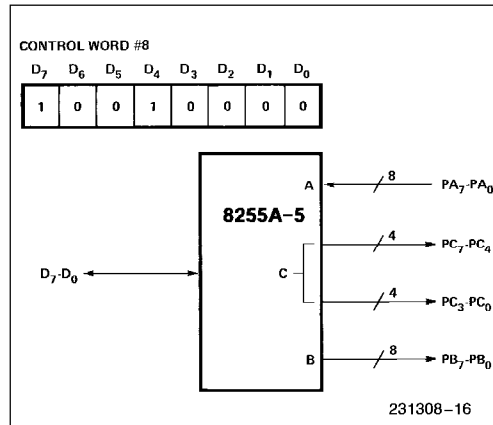 CONTROL WORD #8
D7 D6 D5 D4 D3 D2 D1 D0
1 0 0 1 0 0 0 0
8255A-5
A 8 PA7-PA0
4 PC7-PC4
D7-D0 C
4 PC3-PC0
B 8 PB7-PB0
231308-16